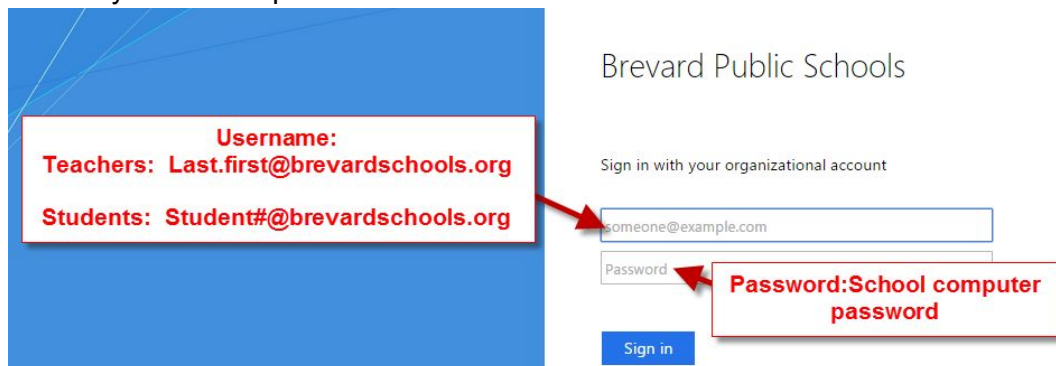 Brevard Public Schools
Username:
Teachers: Last.first@brevardschools.org
Students: Student#@brevardschools.org
Sign in with your organizational account
someone@example.com
Password
Password:School computer
password
Sign in